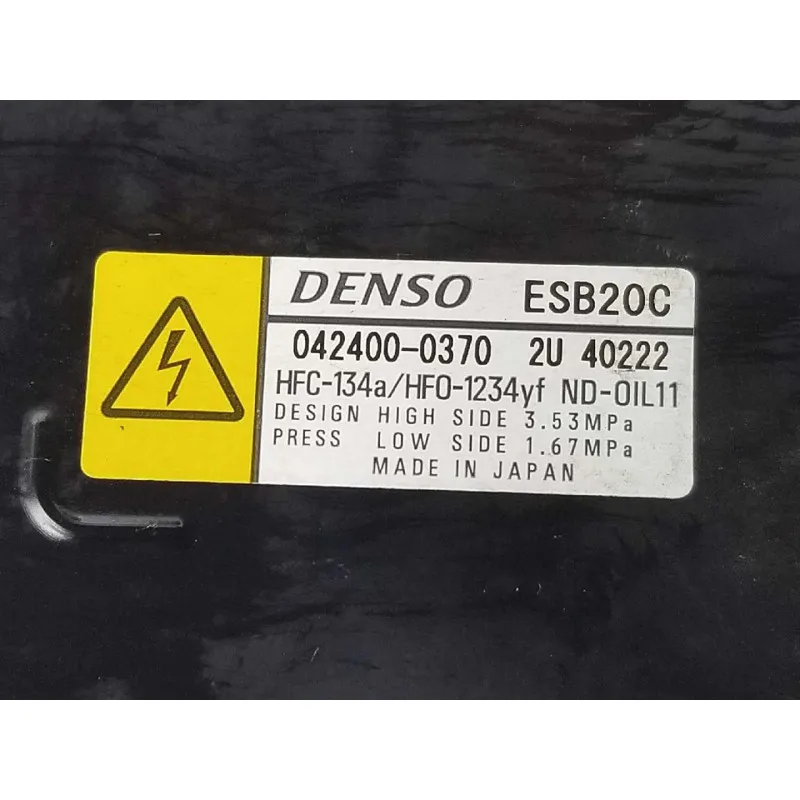 DENSO ESB20C
042400-0370 2U 40222
HFC-134a/HFO-1234yf ND-OIL11
DESIGN HIGH SIDE 3.53MPa
PRESS LOW SIDE 1.67MPa
MADE IN JAPAN